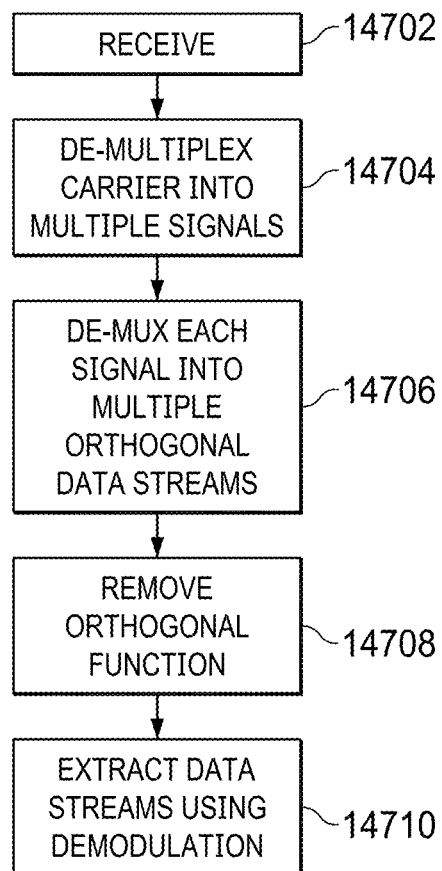 RECEIVE
14702
DE-MULTIPLEX
CARRIER INTO
MULTIPLE SIGNALS
14704
DE-MUX EACH
SIGNAL INTO
MULTIPLE
ORTHOGONAL
DATA STREAMS
14706
REMOVE
ORTHOGONAL
FUNCTION
14708
EXTRACT DATA
STREAMS USING
DEMODULATION
14710